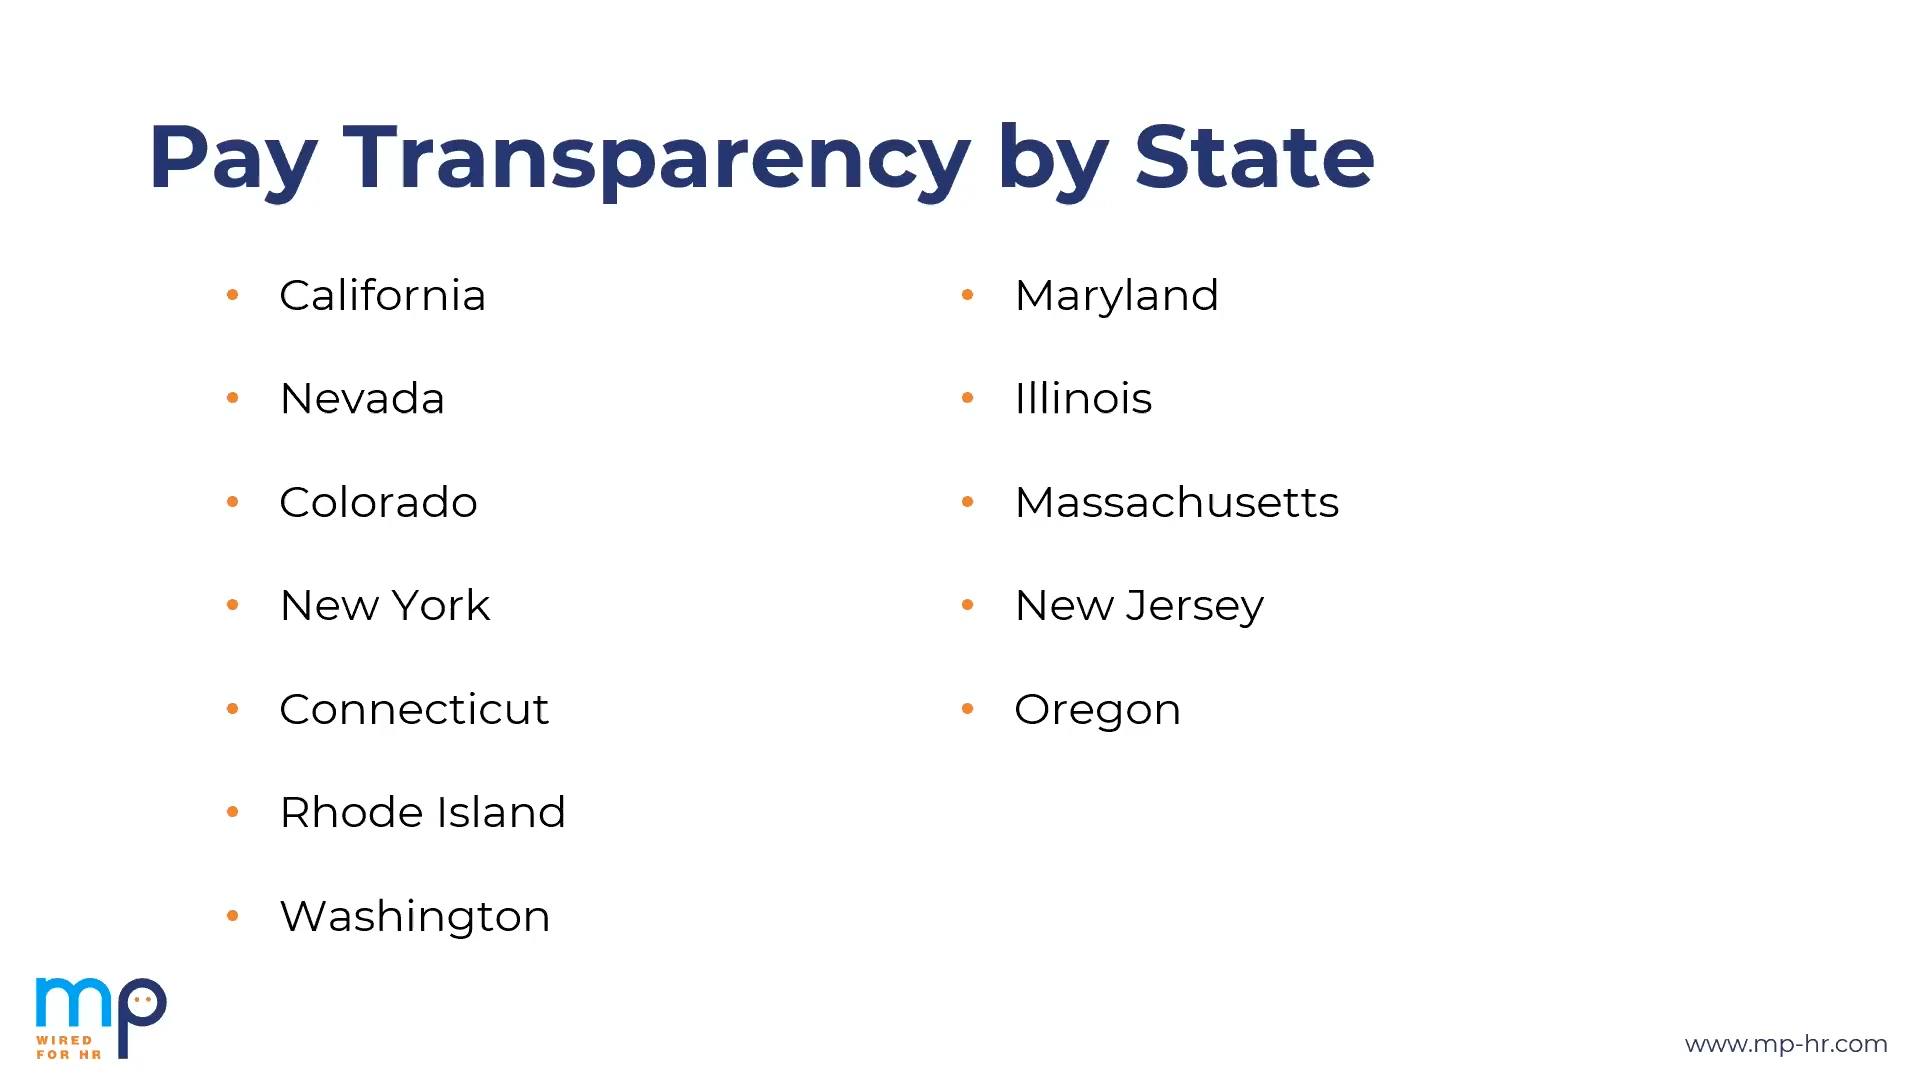 Pay Transparency by State
• California
• Nevada
• Colorado
• New York
• Connecticut
• Rhode Island
• Washington
• Maryland
• Illinois
• Massachusetts
• New Jersey
• Oregon
mp
WIRED
FOR HR
www.mp-hr.com